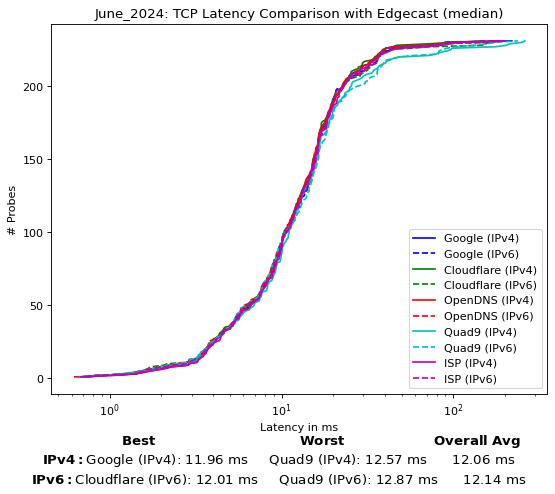 June_2024: TCP Latency Comparison with Edgecast (median)
# Probes
200
150
100
50
0
10^0
10^1
10^2
Latency in ms
Google (IPv4)
Google (IPv6)
Cloudflare (IPv4)
Cloudflare (IPv6)
OpenDNS (IPv4)
OpenDNS (IPv6)
Quad9 (IPv4)
Quad9 (IPv6)
ISP (IPv4)
ISP (IPv6)
Best Worst Overall Avg
IPv4: Google (IPv4): 11.96 ms Quad9 (IPv4): 12.57 ms 12.06 ms
IPv6: Cloudflare (IPv6): 12.01 ms Quad9 (IPv6): 12.87 ms 12.14 ms